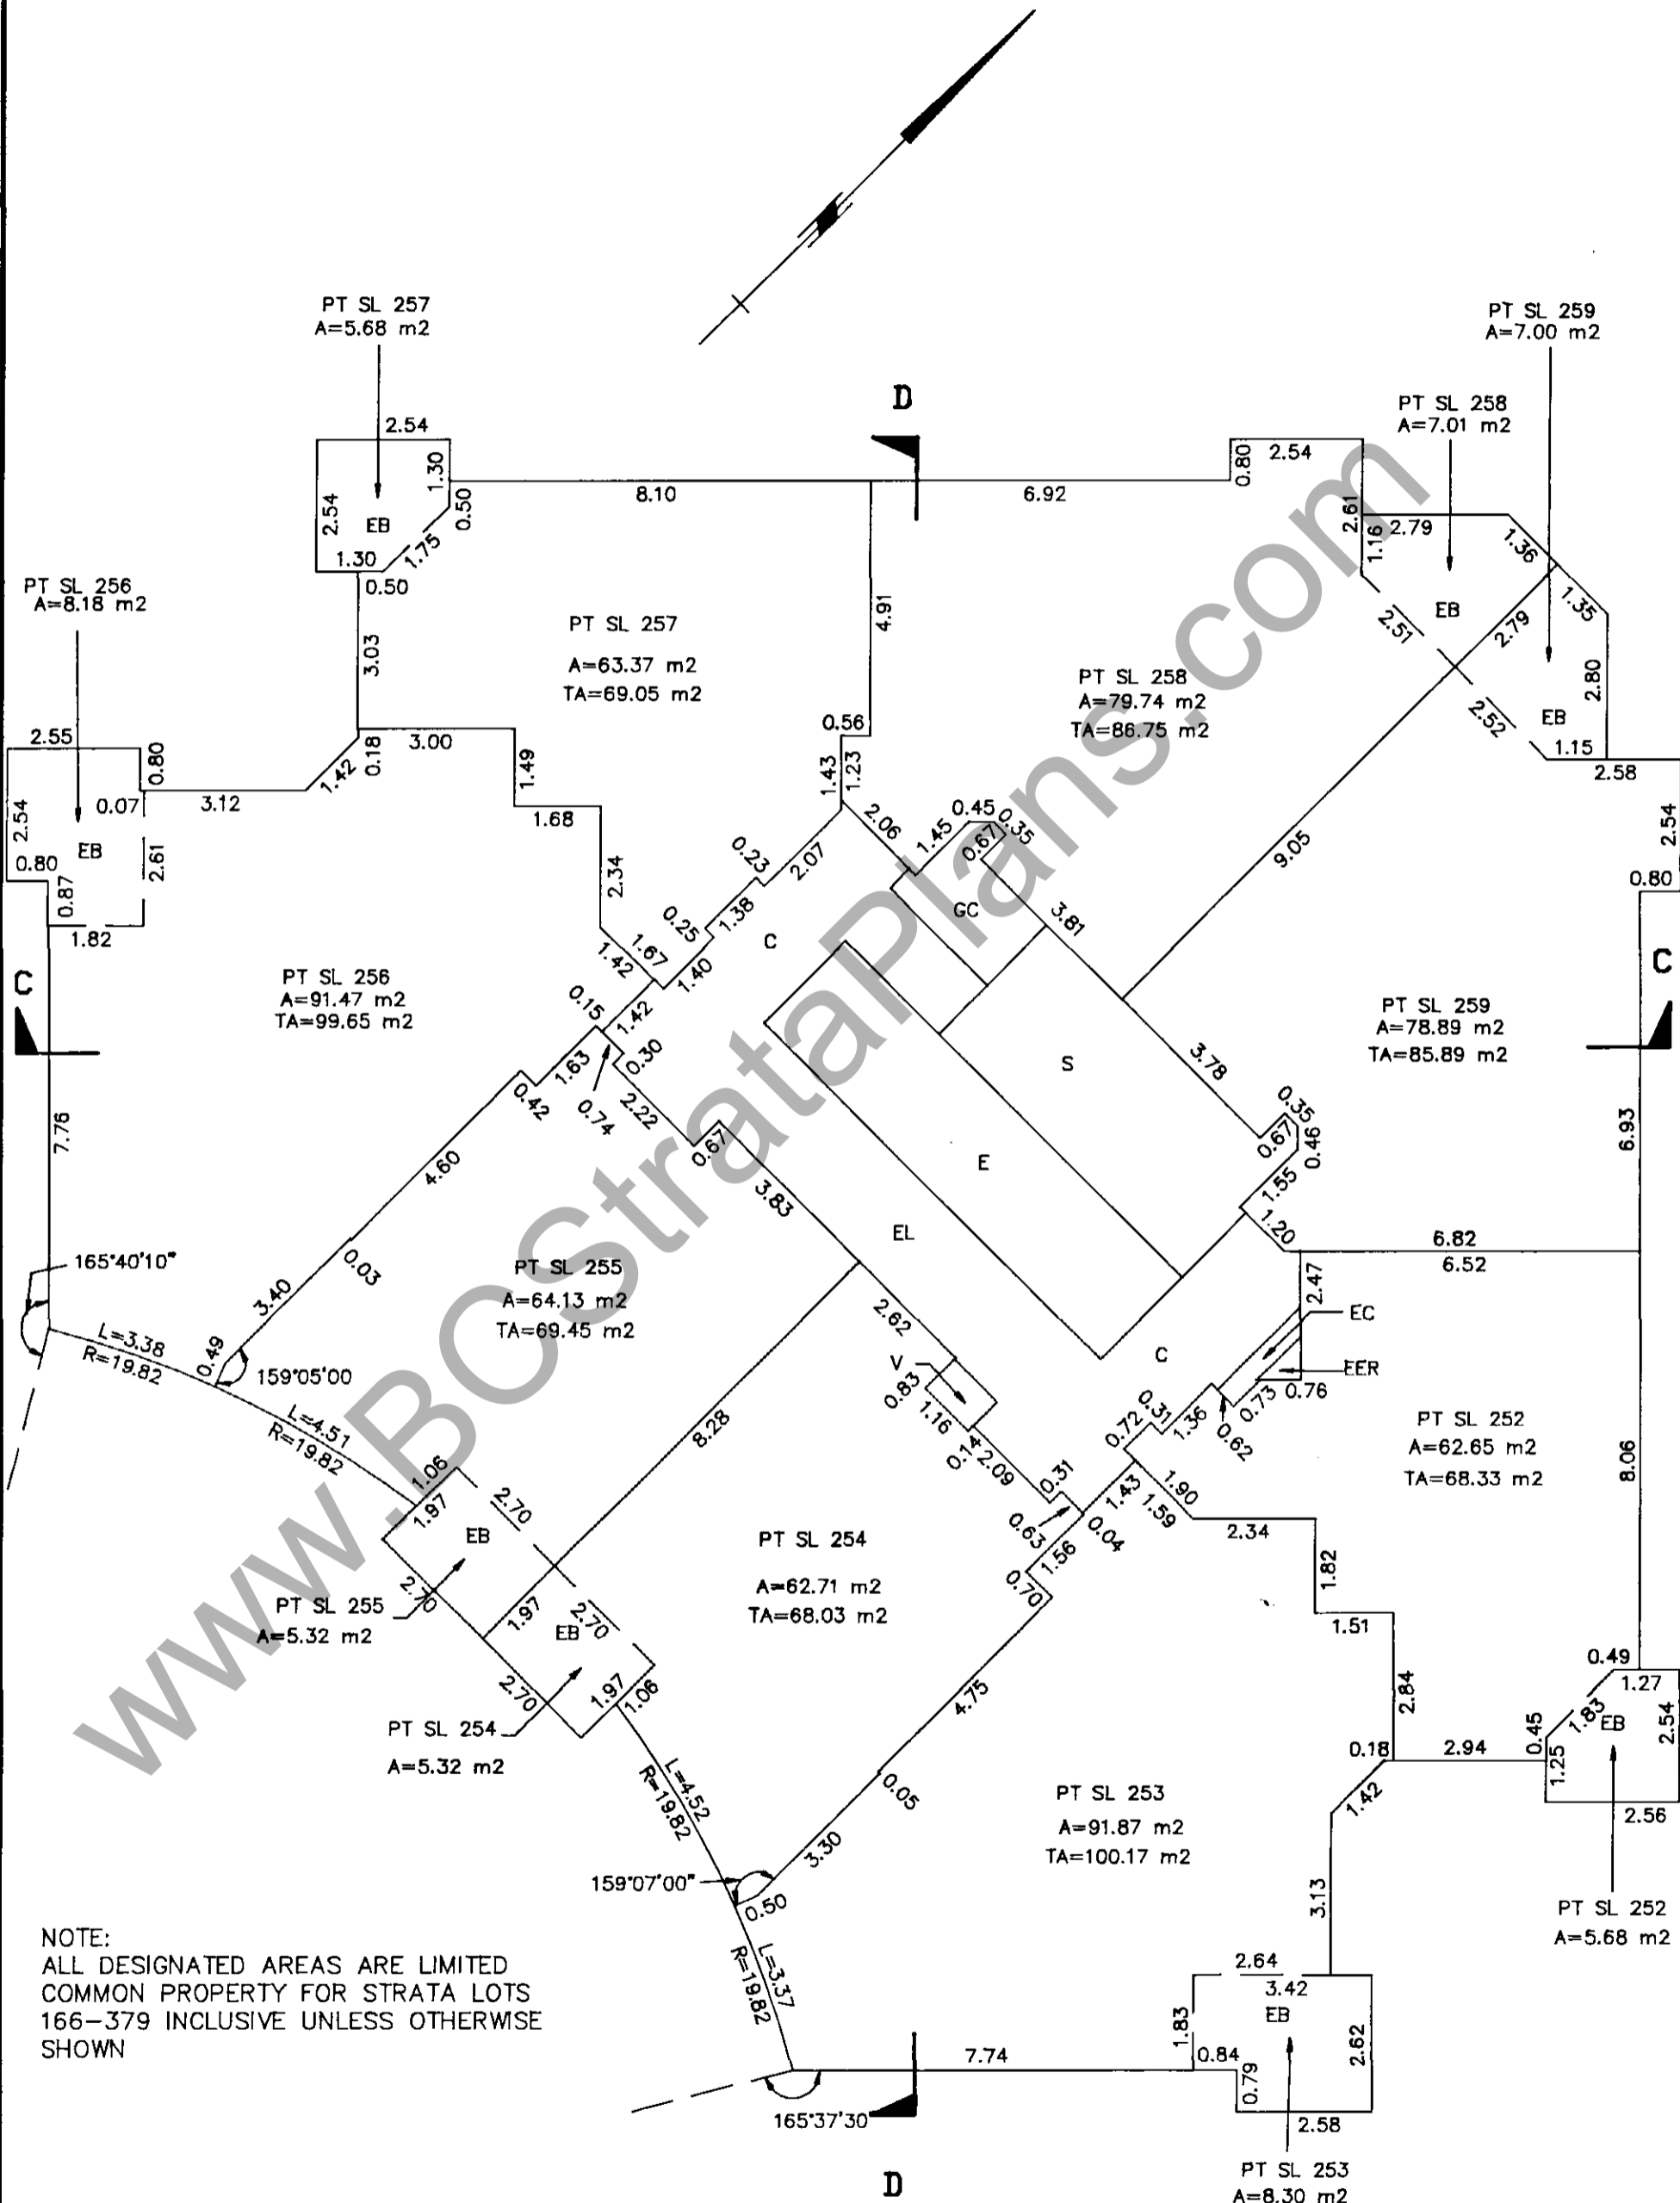 PT SL 257
A=5.68 m2
PT SL 259
A=7.00 m2
D
PT SL 258
A=7.01 m2
2.54
1.30
0.50
2.54
EB
1.30
1.75
0.50
8.10
6.92
0.80
2.54
2.61
1.16
2.79
1.36
1.35
PT SL 256
A=8.18 m2
3.03
PT SL 257
A=63.37 m2
TA=69.05 m2
4.91
EB
2.51
2.79
2.80
PT SL 258
A=79.74 m2
TA=86.75 m2
2.52
EB
1.15
2.58
2.55
0.80
0.18
3.00
0.56
1.49
1.43
1.23
2.54
0.07
3.12
1.42
1.68
2.06
0.45
0.35
1.45
0.67
2.54
EB
0.80
0.87
2.61
1.82
2.34
0.23
2.07
9.05
0.80
0.25
1.38
GC
3.81
C
1.67
1.42
1.40
C
C
PT SL 256
A=91.47 m2
TA=99.65 m2
0.15
1.42
PT SL 259
A=78.89 m2
TA=85.89 m2
1.63
0.30
3.78
S
0.42
0.74
2.22
0.35
0.67
0.46
7.76
0.67
6.93
4.60
3.83
E
1.55
EL
1.20
6.82
6.52
165°40'10"
0.03
PT SL 255
A=64.13 m2
TA=69.45 m2
3.40
2.47
EC
2.62
L=3.38
R=19.82
0.49
159°05'00
V
C
EER
0.83
0.76
0.73
1.16
0.31
0.72
1.36
0.62
L=4.51
R=19.82
8.28
PT SL 252
A=62.65 m2
TA=68.33 m2
8.06
0.14
2.09
1.06
1.97
2.70
0.31
1.43
1.90
1.59
2.34
EB
0.63
0.04
PT SL 254
A=62.71 m2
TA=68.03 m2
1.56
0.70
1.82
2.70
PT SL 255
A=5.32 m2
1.97
2.70
EB
1.51
0.49
1.27
2.70
1.97
1.06
4.75
2.84
1.83
EB
2.54
0.45
PT SL 254
A=5.32 m2
0.18
2.94
1.25
L=4.52
R=19.82
0.05
1.42
2.56
PT SL 253
A=91.87 m2
TA=100.17 m2
3.30
159°07'00"
0.50
3.13
PT SL 252
A=5.68 m2
NOTE:
ALL DESIGNATED AREAS ARE LIMITED
COMMON PROPERTY FOR STRATA LOTS
166-379 INCLUSIVE UNLESS OTHERWISE
SHOWN
L=3.37
R=19.82
2.64
3.42
EB
1.83
2.62
7.74
0.84
0.79
165°37'30
2.58
D
PT SL 253
A=8.30 m2
www.BCStrataPlans.com